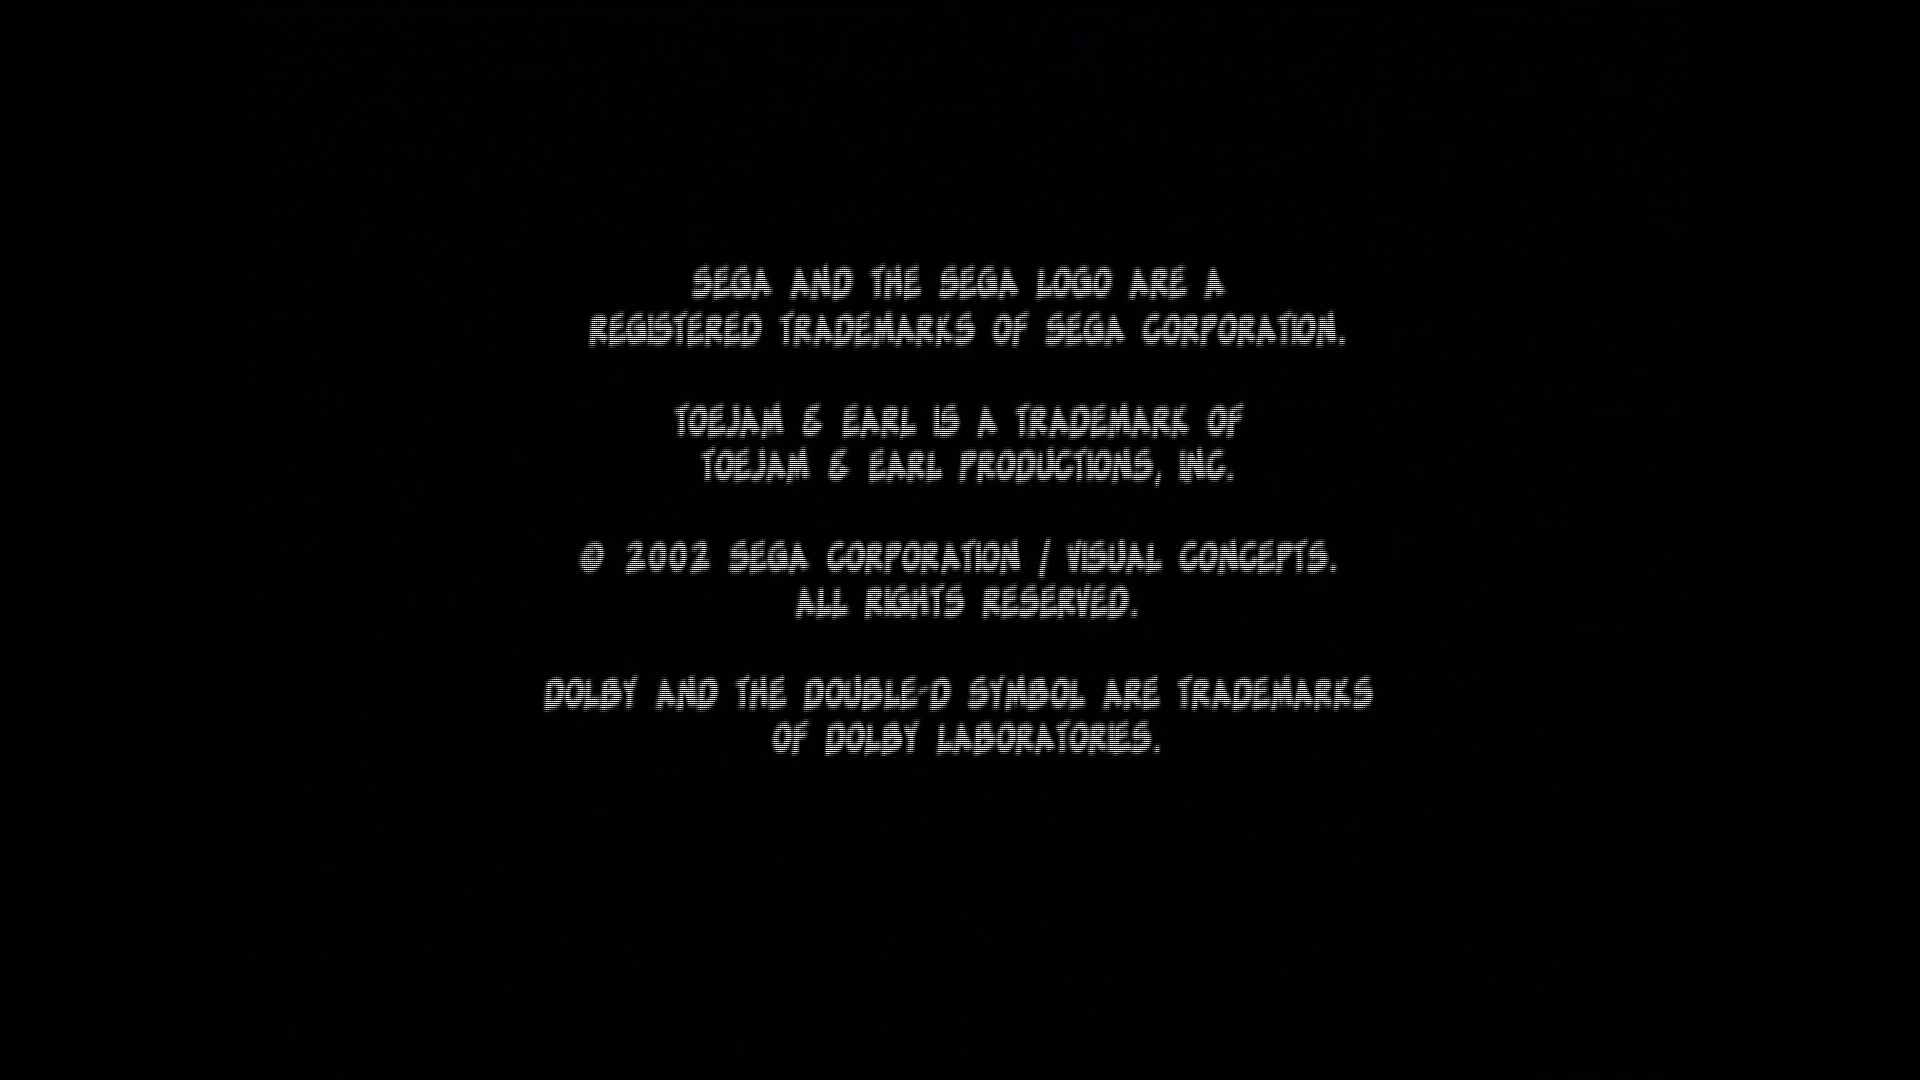 SEGA AND THE SEGA LOGO ARE A
REGISTERED TRADEMARKS OF SEGA CORPORATION.
TOEJAM & EARL IS A TRADEMARK OF
TOEJAM & EARL PRODUCTIONS, INC.
© 2002 SEGA CORPORATION / VISUAL CONCEPTS.
ALL RIGHTS RESERVED.
DOLBY AND THE DOUBLE-D SYMBOL ARE TRADEMARKS
OF DOLBY LABORATORIES.